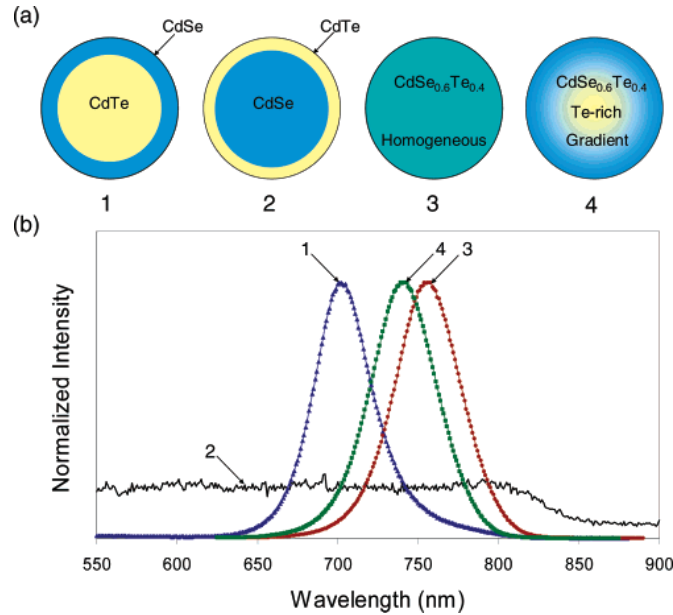 (a)
CdSe
CdTe
CdTe
CdSe
CdSe₀.₆Te₀.₄
Homogeneous
CdSe₀.₆Te₀.₄
Te-rich
Gradient
1
2
3
4
(b)
1
4
3
2
Normalized Intensity
550
600
650
700
750
800
850
900
Wavelength (nm)